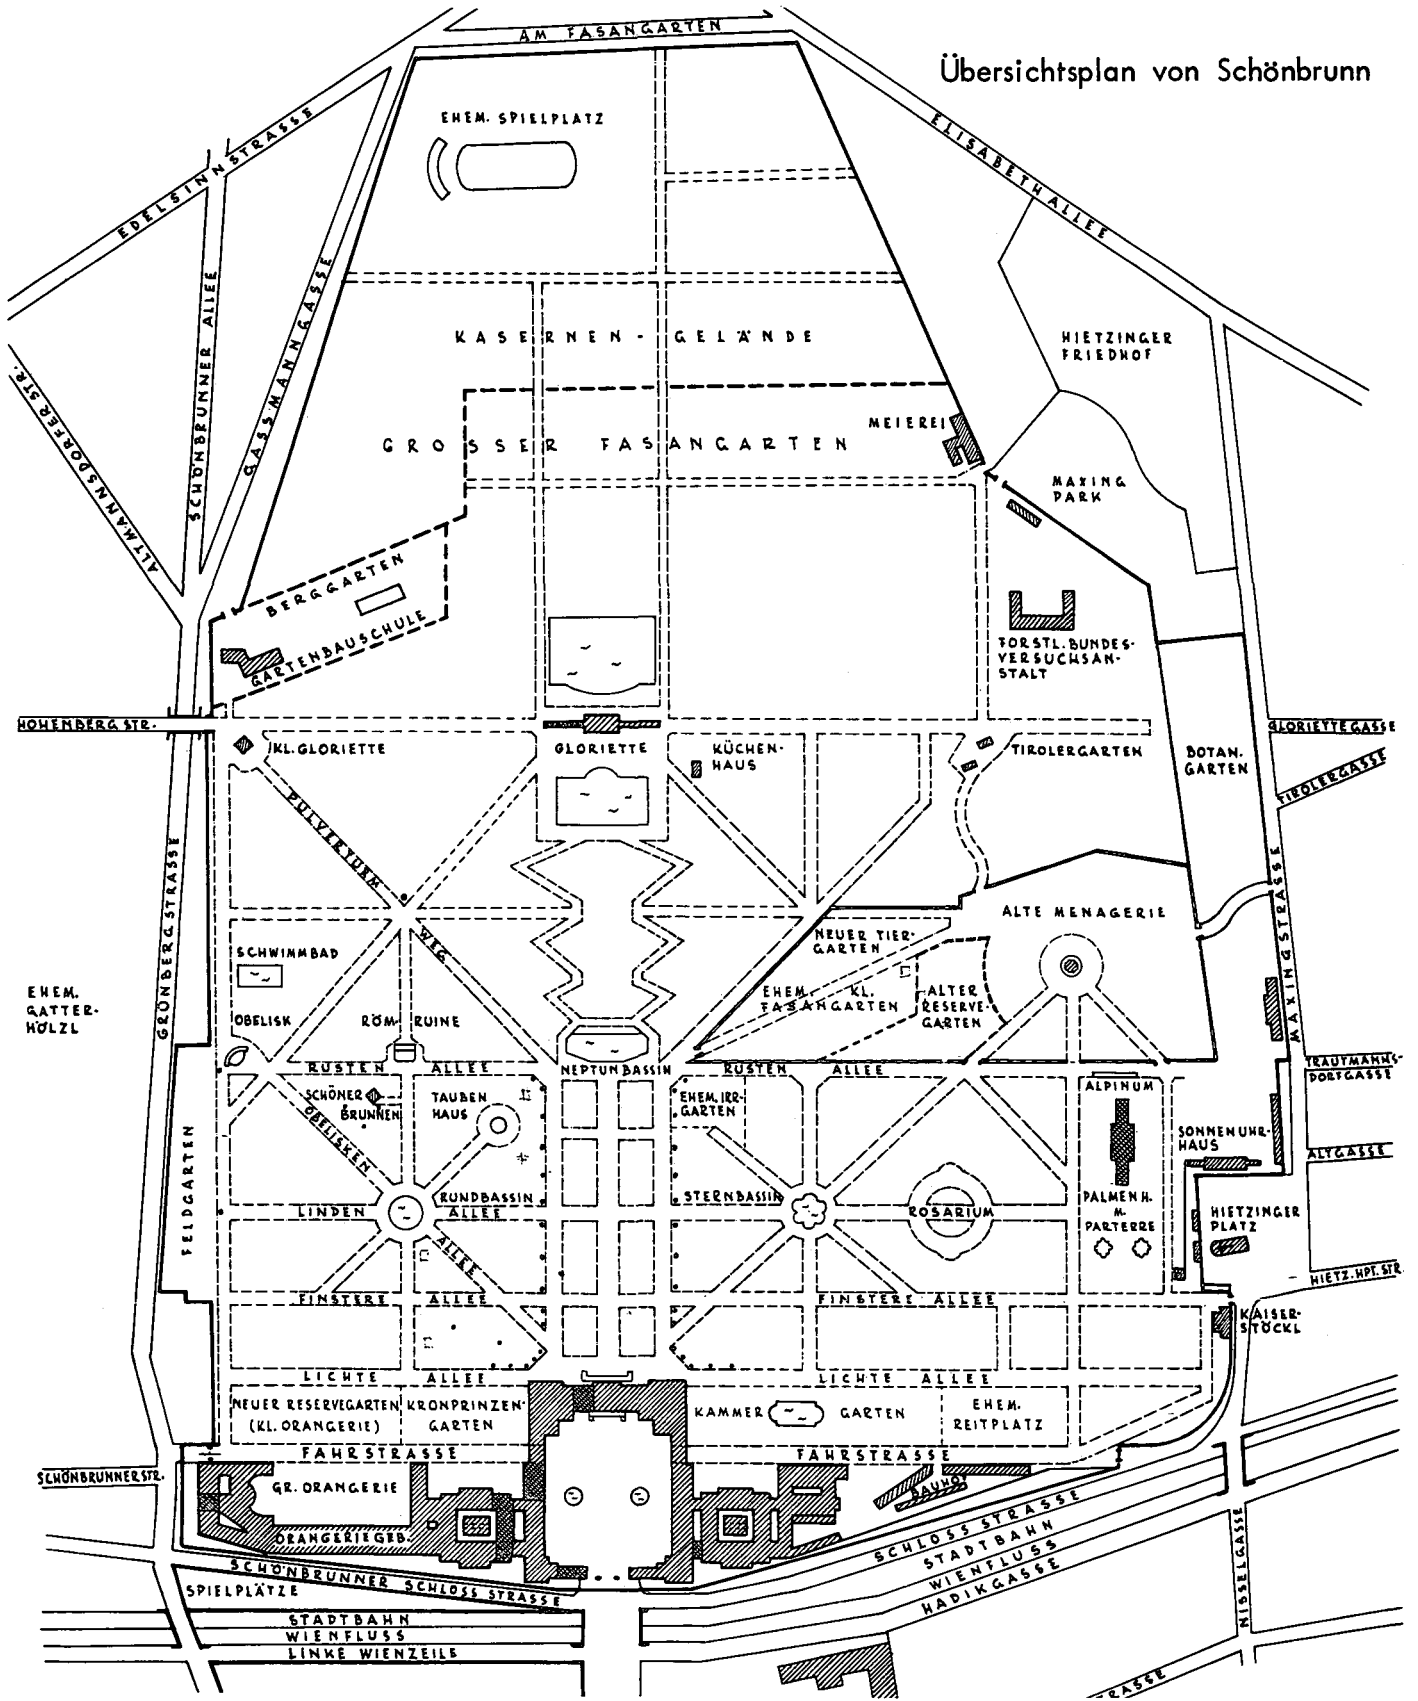 AM FASANGARTEN
Übersichtsplan von Schönbrunn
EHEM. SPIELPLATZ
ELISABETHALLEE
EDELSINNSTRASSE
SCHÖNBRUNNER ALLEE
GASSMANNGASSE
ALTMANNSDORFER STR.
KASERNEN - GELÄNDE
HIETZINGER
FRIEDHOF
MEIEREI
GROSSER FASANGARTEN
MAXING
PARK
BERGGARTEN
GARTENBAUSCHULE
FORSTL. BUNDES-
VERSUCHSAN-
STALT
HOHENBERG STR.
GLORIETTEGASSE
KL. GLORIETTE
GLORIETTE
KÜCHEN-
HAUS
TIROLERGARTEN
BOTAN.
GARTEN
TIROLERGASSE
PULVERTURM
WEG
GRÜNBERGSTRASSE
MAXINGSTRASSE
ALTE MENAGERIE
SCHWIMMBAD
NEUER TIER-
GARTEN
EHEM.
GATTER-
HÖLZL
EHEM. KL.
FASANGARTEN
ALTER
RESERVE-
GARTEN
OBELISK
RÖM. RUINE
RUSTEN ALLEE
NEPTUNBASSIN
RUSTEN ALLEE
TRAUTMANNS-
DORFGASSE
SCHÖNER
BRUNNEN
TAUBEN
HAUS
EHEM. IRR-
GARTEN
ALPINUM
OBELISKEN
ALLEE
FELDGARTEN
SONNENUHR-
HAUS
ALTGASSE
RUNDBASSIN
STERNBASSIN
PALMENH.
M.
PARTERRE
LINDEN ALLEE
ROSARIUM
HIETZINGER
PLATZ
HIETZ. HPT. STR.
FINSTERE ALLEE
FINSTERE ALLEE
KAISER-
STÖCKL
LICHTE ALLEE
LICHTE ALLEE
NEUER RESERVEGARTEN
(KL. ORANGERIE)
KRONPRINZEN-
GARTEN
KAMMER GARTEN
EHEM.
REITPLATZ
FAHRSTRASSE
FAHRSTRASSE
SCHÖNBRUNNERSTR.
GR. ORANGERIE
BAUHOF
ORANGERIEGEB.
SCHLOSS STRASSE
STADTBAHN
WIENFLUSS
HADIKGASSE
NISSELGASSE
SCHÖNBRUNNER SCHLOSS STRASSE
SPIELPLÄTZE
STADTBAHN
WIENFLUSS
LINKE WIENZEILE